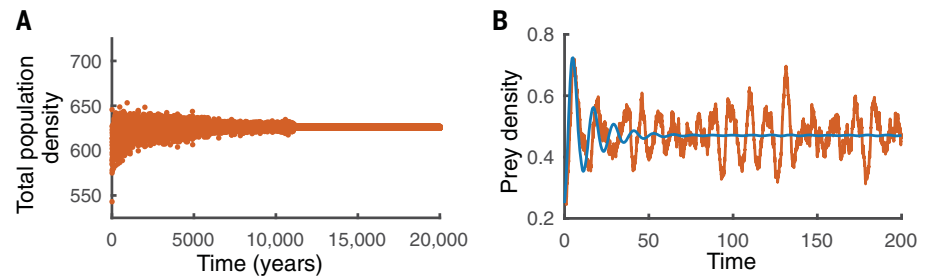 A
Total population
density
700
650
600
550
0
5000
10,000
15,000
20,000
Time (years)
B
Prey density
0.8
0.6
0.4
0.2
0
50
100
150
200
Time